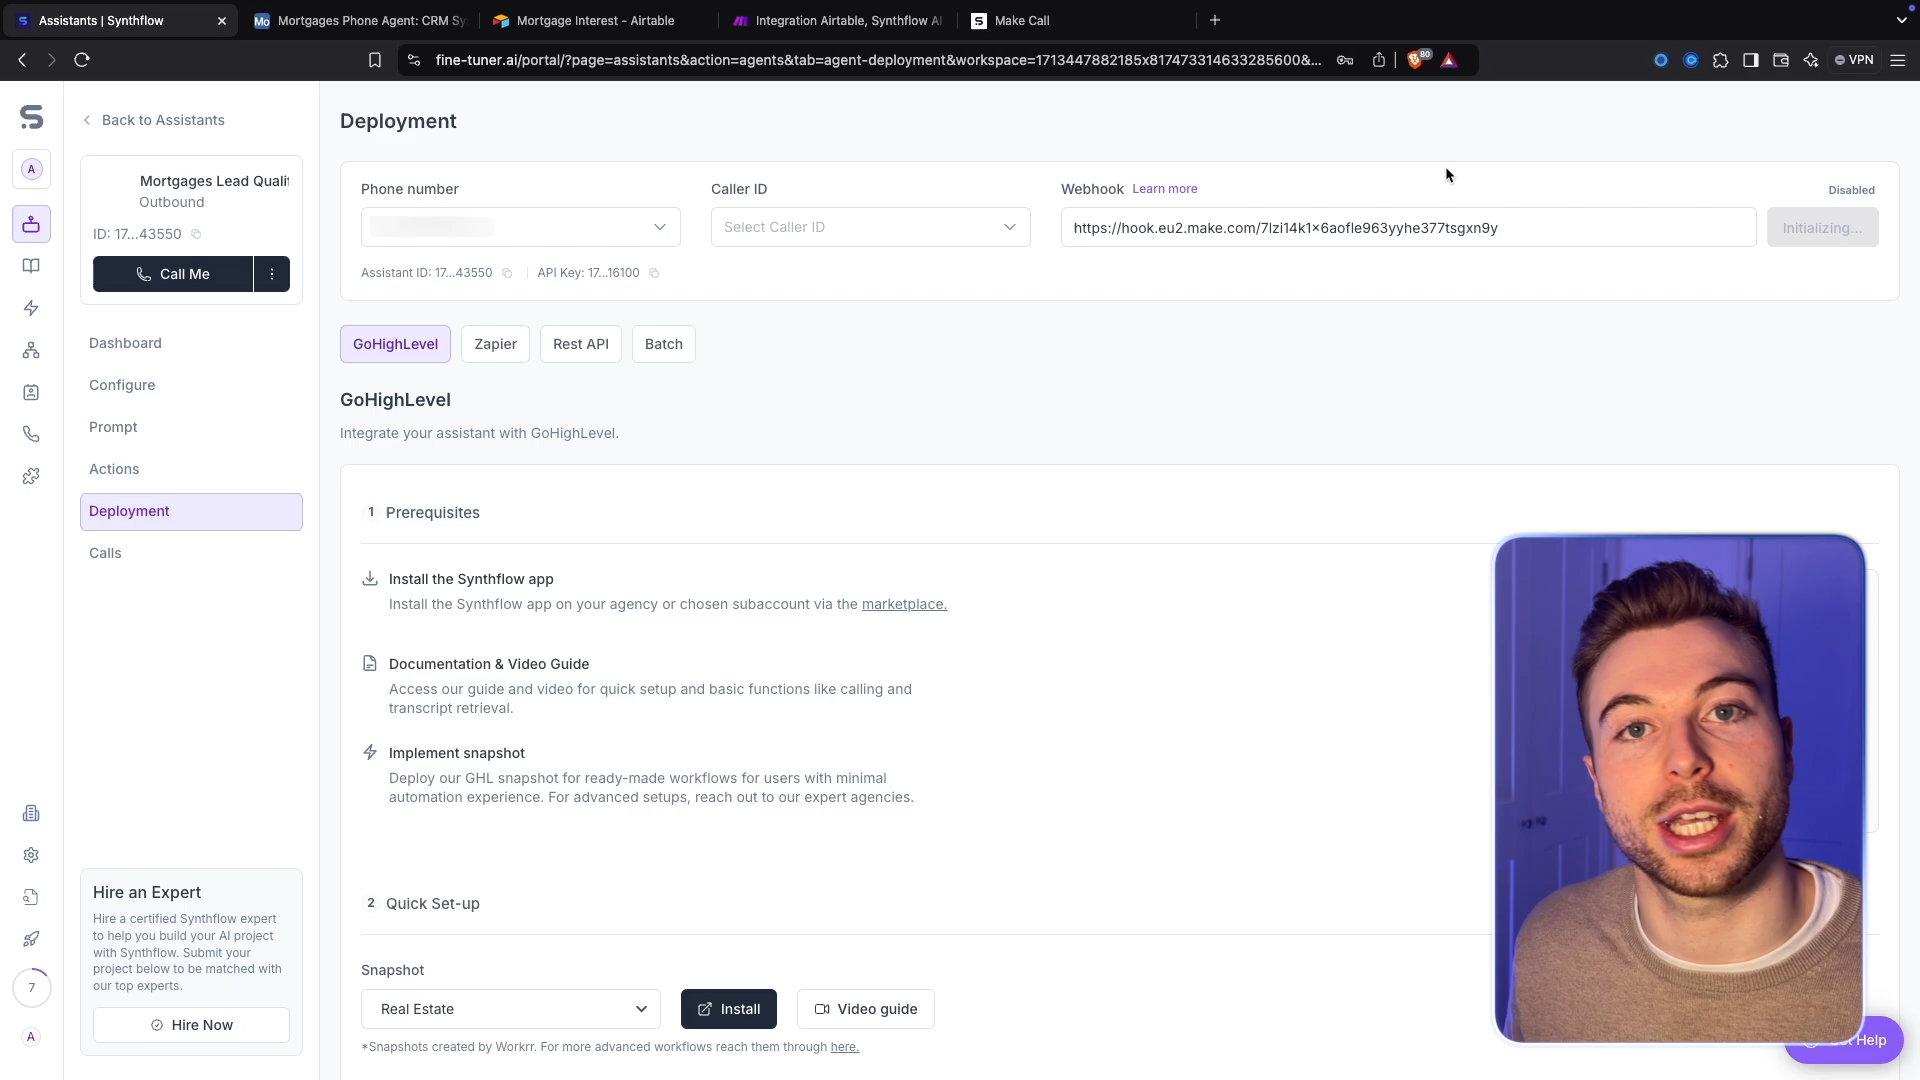 Assistants | Synthflow
Mortgages Phone Agent: CRM Sy
Mortgage Interest - Airtable
Integration Airtable, Synthflow AI
Make Call
fine-tuner.ai/portal/?page=assistants&action=agents&tab=agent-deployment&workspace=1713447882185x817473314633285600&...
80
VPN
Back to Assistants
A
Mortgages Lead Qualif
Outbound
ID: 17...43550
Call Me
Dashboard
Configure
Prompt
Actions
Deployment
Calls
Hire an Expert
Hire a certified Synthflow expert
to help you build your AI project
with Synthflow. Submit your
project below to be matched with
our top experts.
Hire Now
7
A
Deployment
Phone number
Caller ID
Select Caller ID
Webhook Learn more
Disabled
https://hook.eu2.make.com/7lzi14k1x6aofle963yyhe377tsgxn9y
Initializing...
Assistant ID: 17...43550
API Key: 17...16100
GoHighLevel
Zapier
Rest API
Batch
GoHighLevel
Integrate your assistant with GoHighLevel.
1 Prerequisites
Install the Synthflow app
Install the Synthflow app on your agency or chosen subaccount via the marketplace.
Documentation & Video Guide
Access our guide and video for quick setup and basic functions like calling and
transcript retrieval.
Implement snapshot
Deploy our GHL snapshot for ready-made workflows for users with minimal
automation experience. For advanced setups, reach out to our expert agencies.
2 Quick Set-up
Snapshot
Real Estate
Install
Video guide
*Snapshots created by Workrr. For more advanced workflows reach them through here.
Help